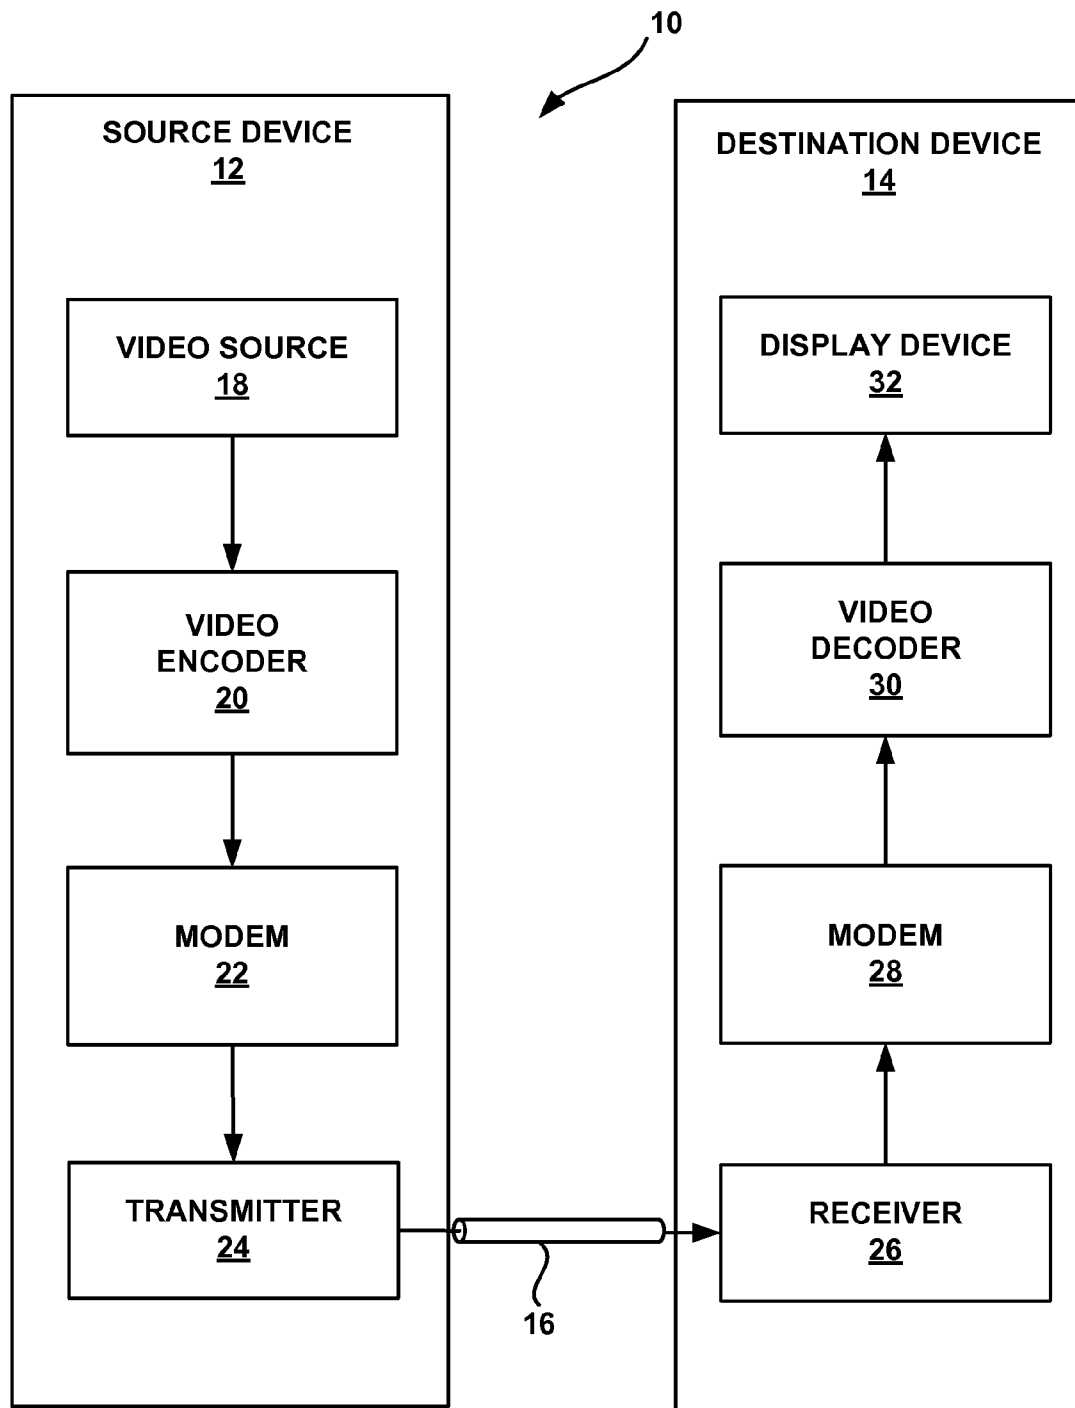 10
SOURCE DEVICE
12
VIDEO SOURCE
18
VIDEO
ENCODER
20
MODEM
22
TRANSMITTER
24
16
DESTINATION DEVICE
14
DISPLAY DEVICE
32
VIDEO
DECODER
30
MODEM
28
RECEIVER
26